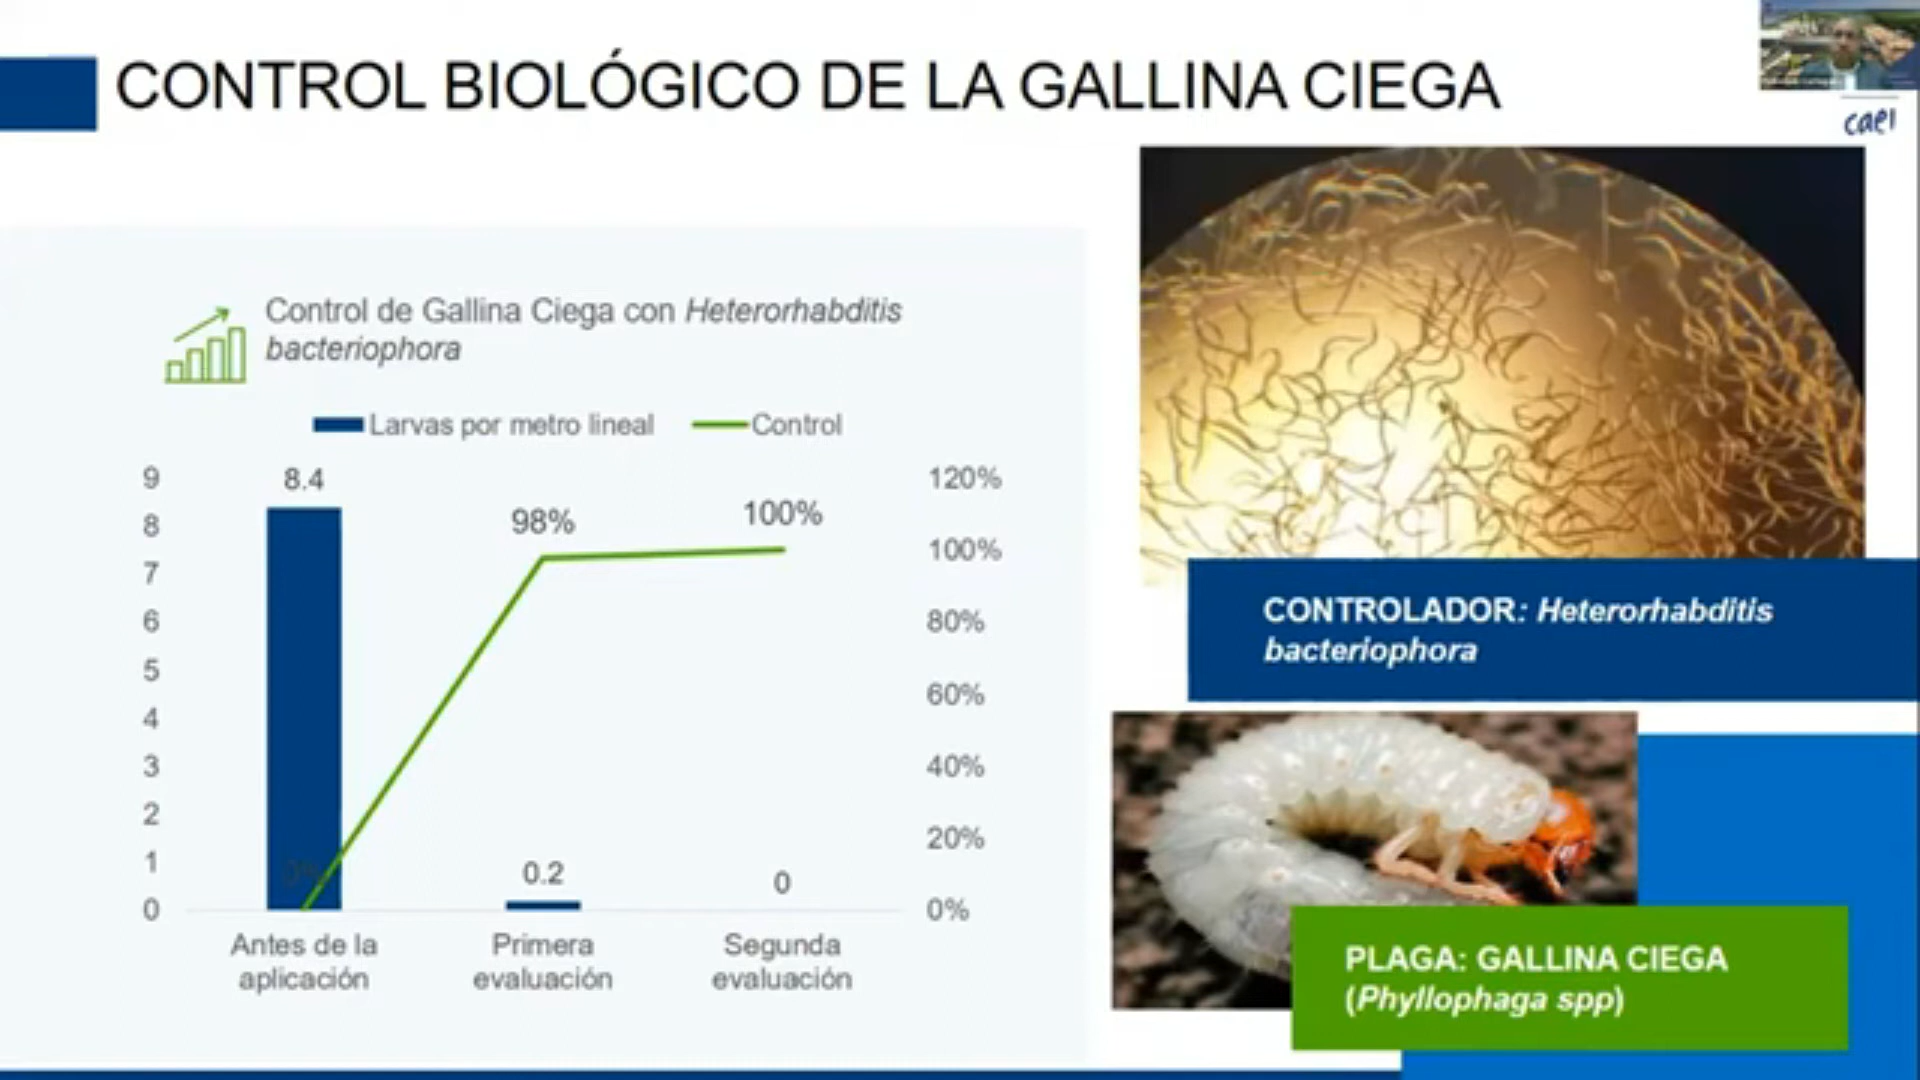 CONTROL BIOLÓGICO DE LA GALLINA CIEGA
caei
Control de Gallina Ciega con Heterorhabditis
bacteriophora
Larvas por metro lineal
Control
9
8
7
6
5
4
3
2
1
0
8.4
0%
98%
0.2
100%
0
120%
100%
80%
60%
40%
20%
0%
Antes de la
aplicación
Primera
evaluación
Segunda
evaluación
CONTROLADOR: Heterorhabditis
bacteriophora
PLAGA: GALLINA CIEGA
(Phyllophaga spp)